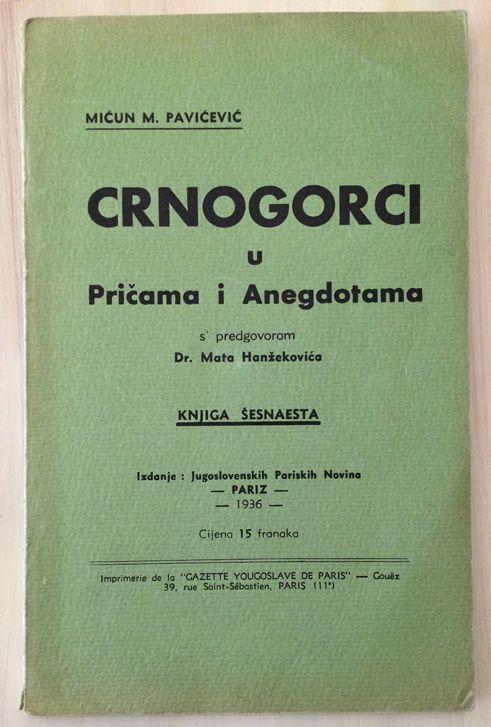 MIĆUN M. PAVIĆEVIĆ
CRNOGORCI
u
Pričama i Anegdotama
s' predgovorom
Dr. Mata Hanžekovića
KNJIGA ŠESNAESTA
Izdanje : Jugoslovenskih Pariskih Novina
— PARIZ —
— 1936 —
Cijena 15 franaka
Imprimerie de la "GAZETTE YOUGOSLAVE DE PARIS" — Gouëz
39, rue Saint-Sébastien, PARIS (11ᵉ)